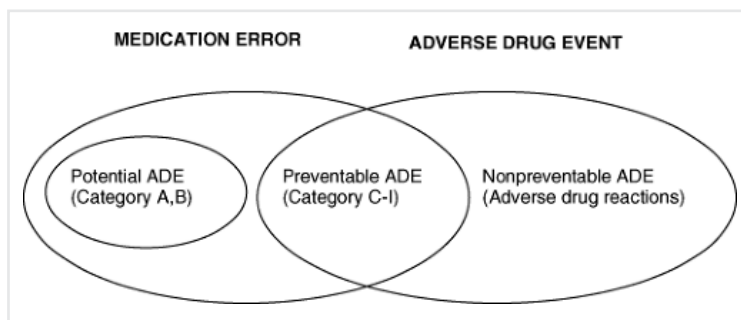 MEDICATION ERROR
ADVERSE DRUG EVENT
Potential ADE
(Category A,B)
Preventable ADE
(Category C-I)
Nonpreventable ADE
(Adverse drug reactions)